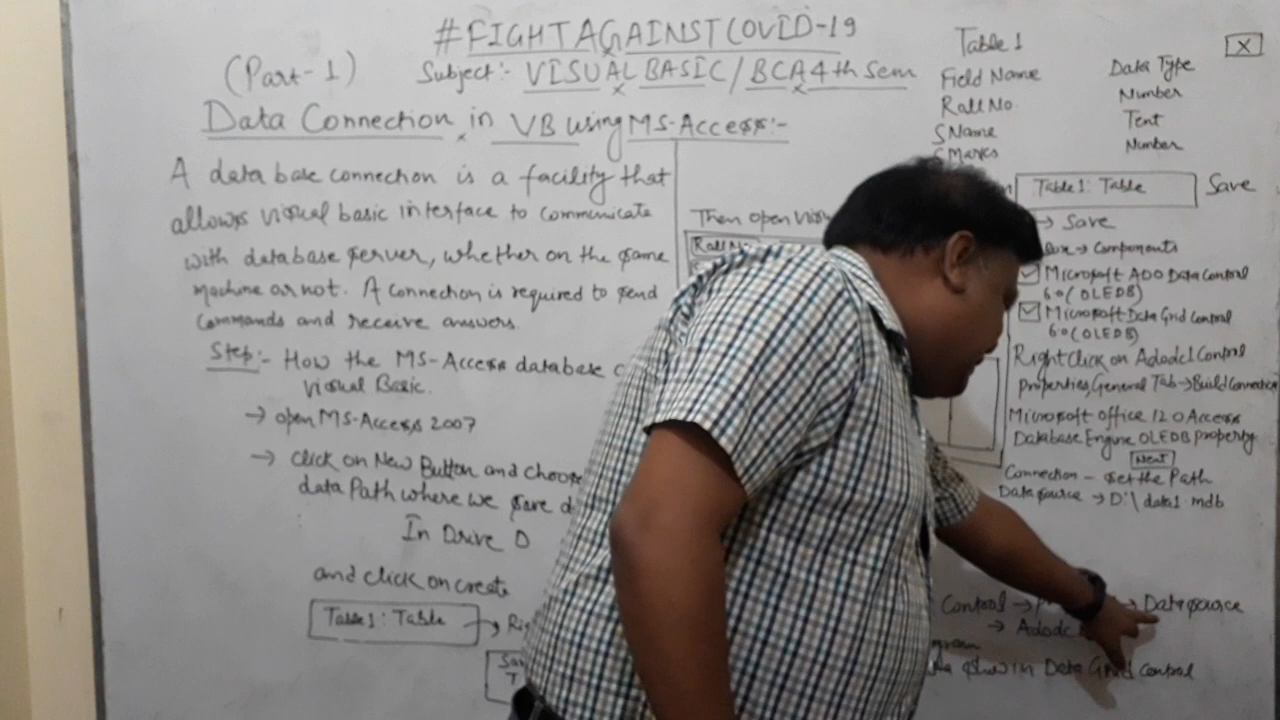 #FIGHTAGAINSTCOVID-19
(Part-1)
Subject:- VISUAL BASIC / BCA 4th Sem
Data Connection in VB using MS-Access:-
A data base connection is a facility that
allows visual basic interface to communicate
with database server, whether on the same
machine or not. A connection is required to send
commands and receive answers.
Step:- How the MS-Access database
visual Basic.
→ open MS-Access 2007
→ click on New Button and choose
data Path where we save
In Drive D
and click on create
Table1: Table →
Then open
Roll No
Table 1
X
Field Name Data Type
Roll No. Number
SName Text
SMarks Number
Table1: Table Save
→ Save
→ Components
Microsoft ADO Data Control
6.0 (OLEDB)
Microsoft Data Grid Control
6.0 (OLEDB)
Right Click on Adodc1 Control
properties, General Tab → Build Connection
Microsoft office 12.0 Access
Database Engine OLEDB property
Next
Connection - set the Path
Data source → D:\data1.mdb
Control → → Datasource
→ Adodc
show in Data Grid Control